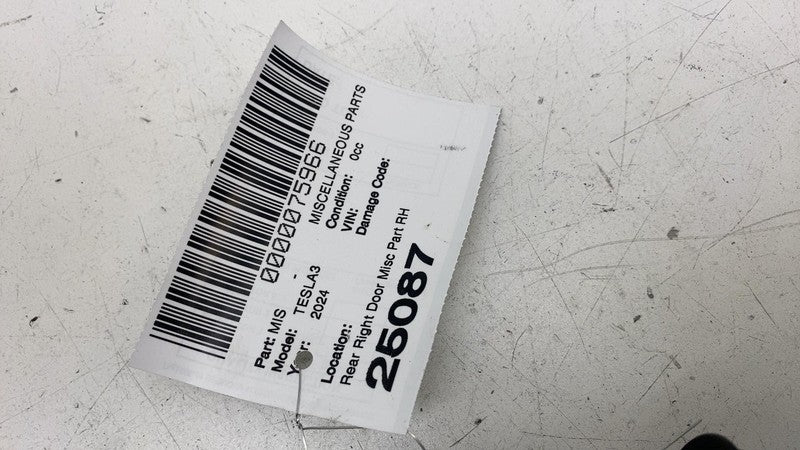 0000075966
Part: MIS - MISCELLANEOUS PARTS
Model: TESLA3 Condition: 0cc
Year: 2024 VIN:
Damage Code:
Location:
Rear Right Door Misc Part RH
25087